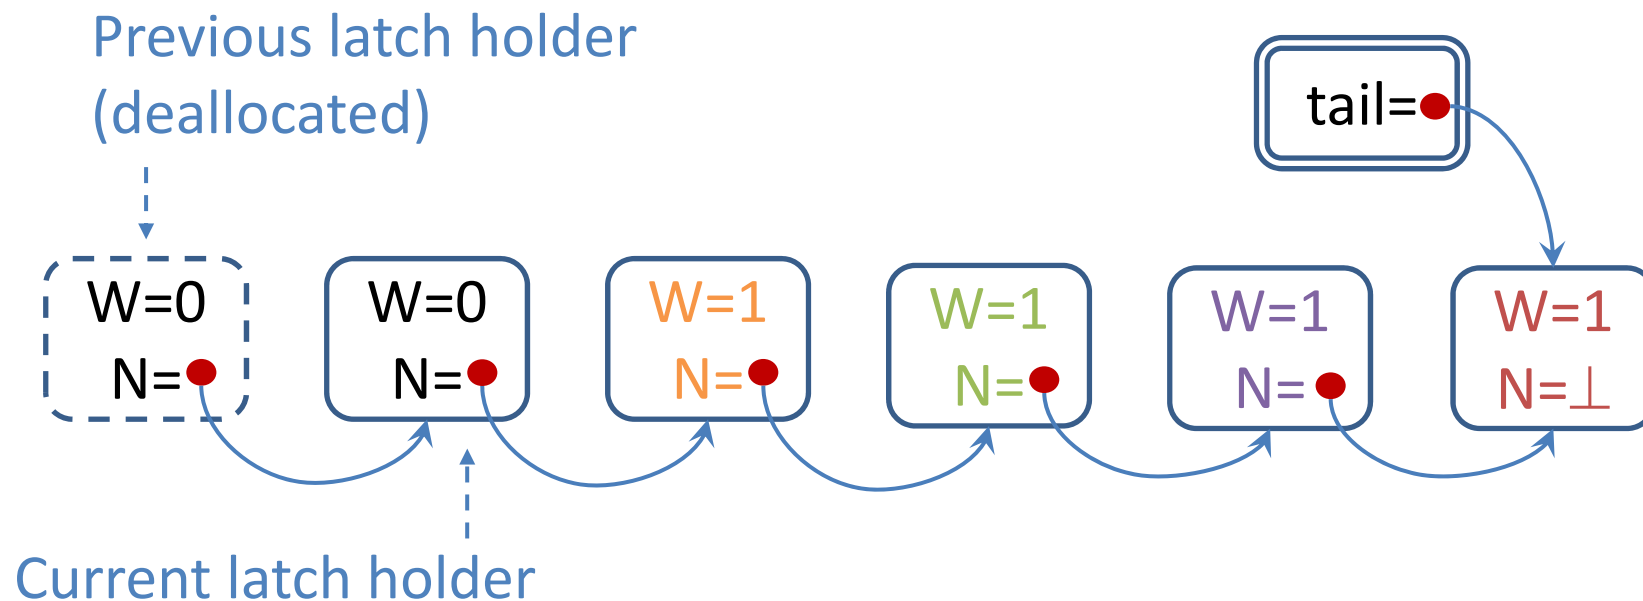 Previous latch holder
(deallocated)
tail=
W=0
N=
W=0
N=
W=1
N=
W=1
N=
W=1
N=
W=1
N=⊥
Current latch holder